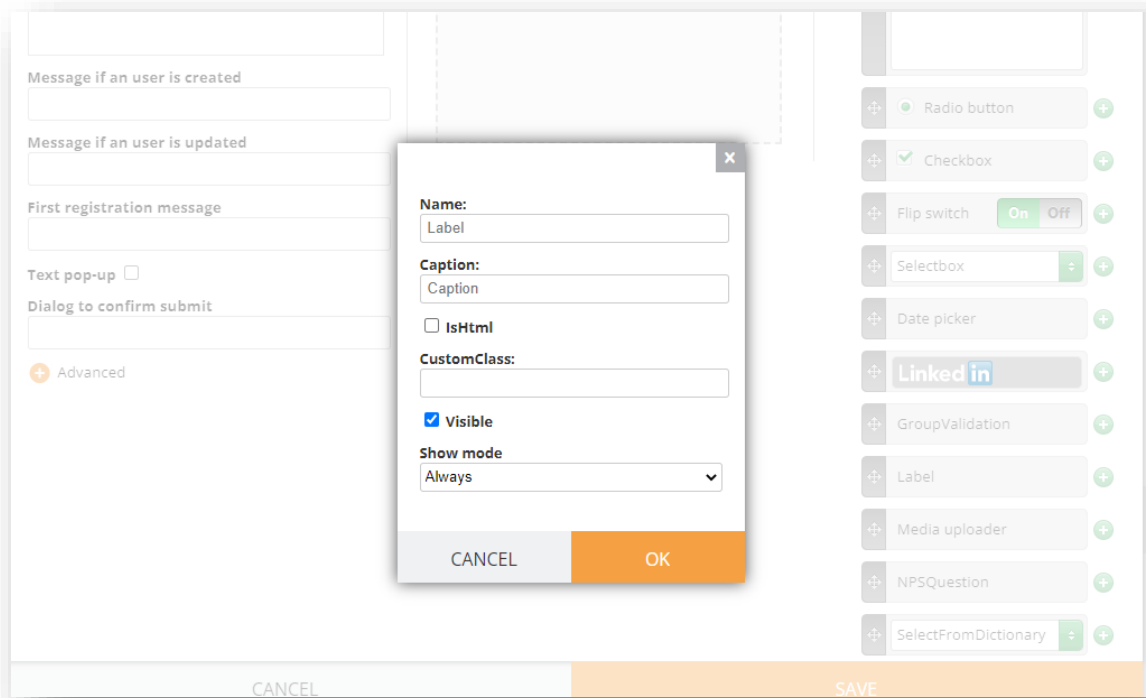 Message if an user is created
Message if an user is updated
First registration message
Text pop-up
Dialog to confirm submit
Advanced
Name:
Label
Caption:
Caption
IsHtml
CustomClass:
Visible
Show mode
Always
CANCEL
OK
x
Radio button
Checkbox
Flip switch
On
Off
Selectbox
Date picker
Linked in
GroupValidation
Label
Media uploader
NPSQuestion
SelectFromDictionary
CANCEL
SAVE